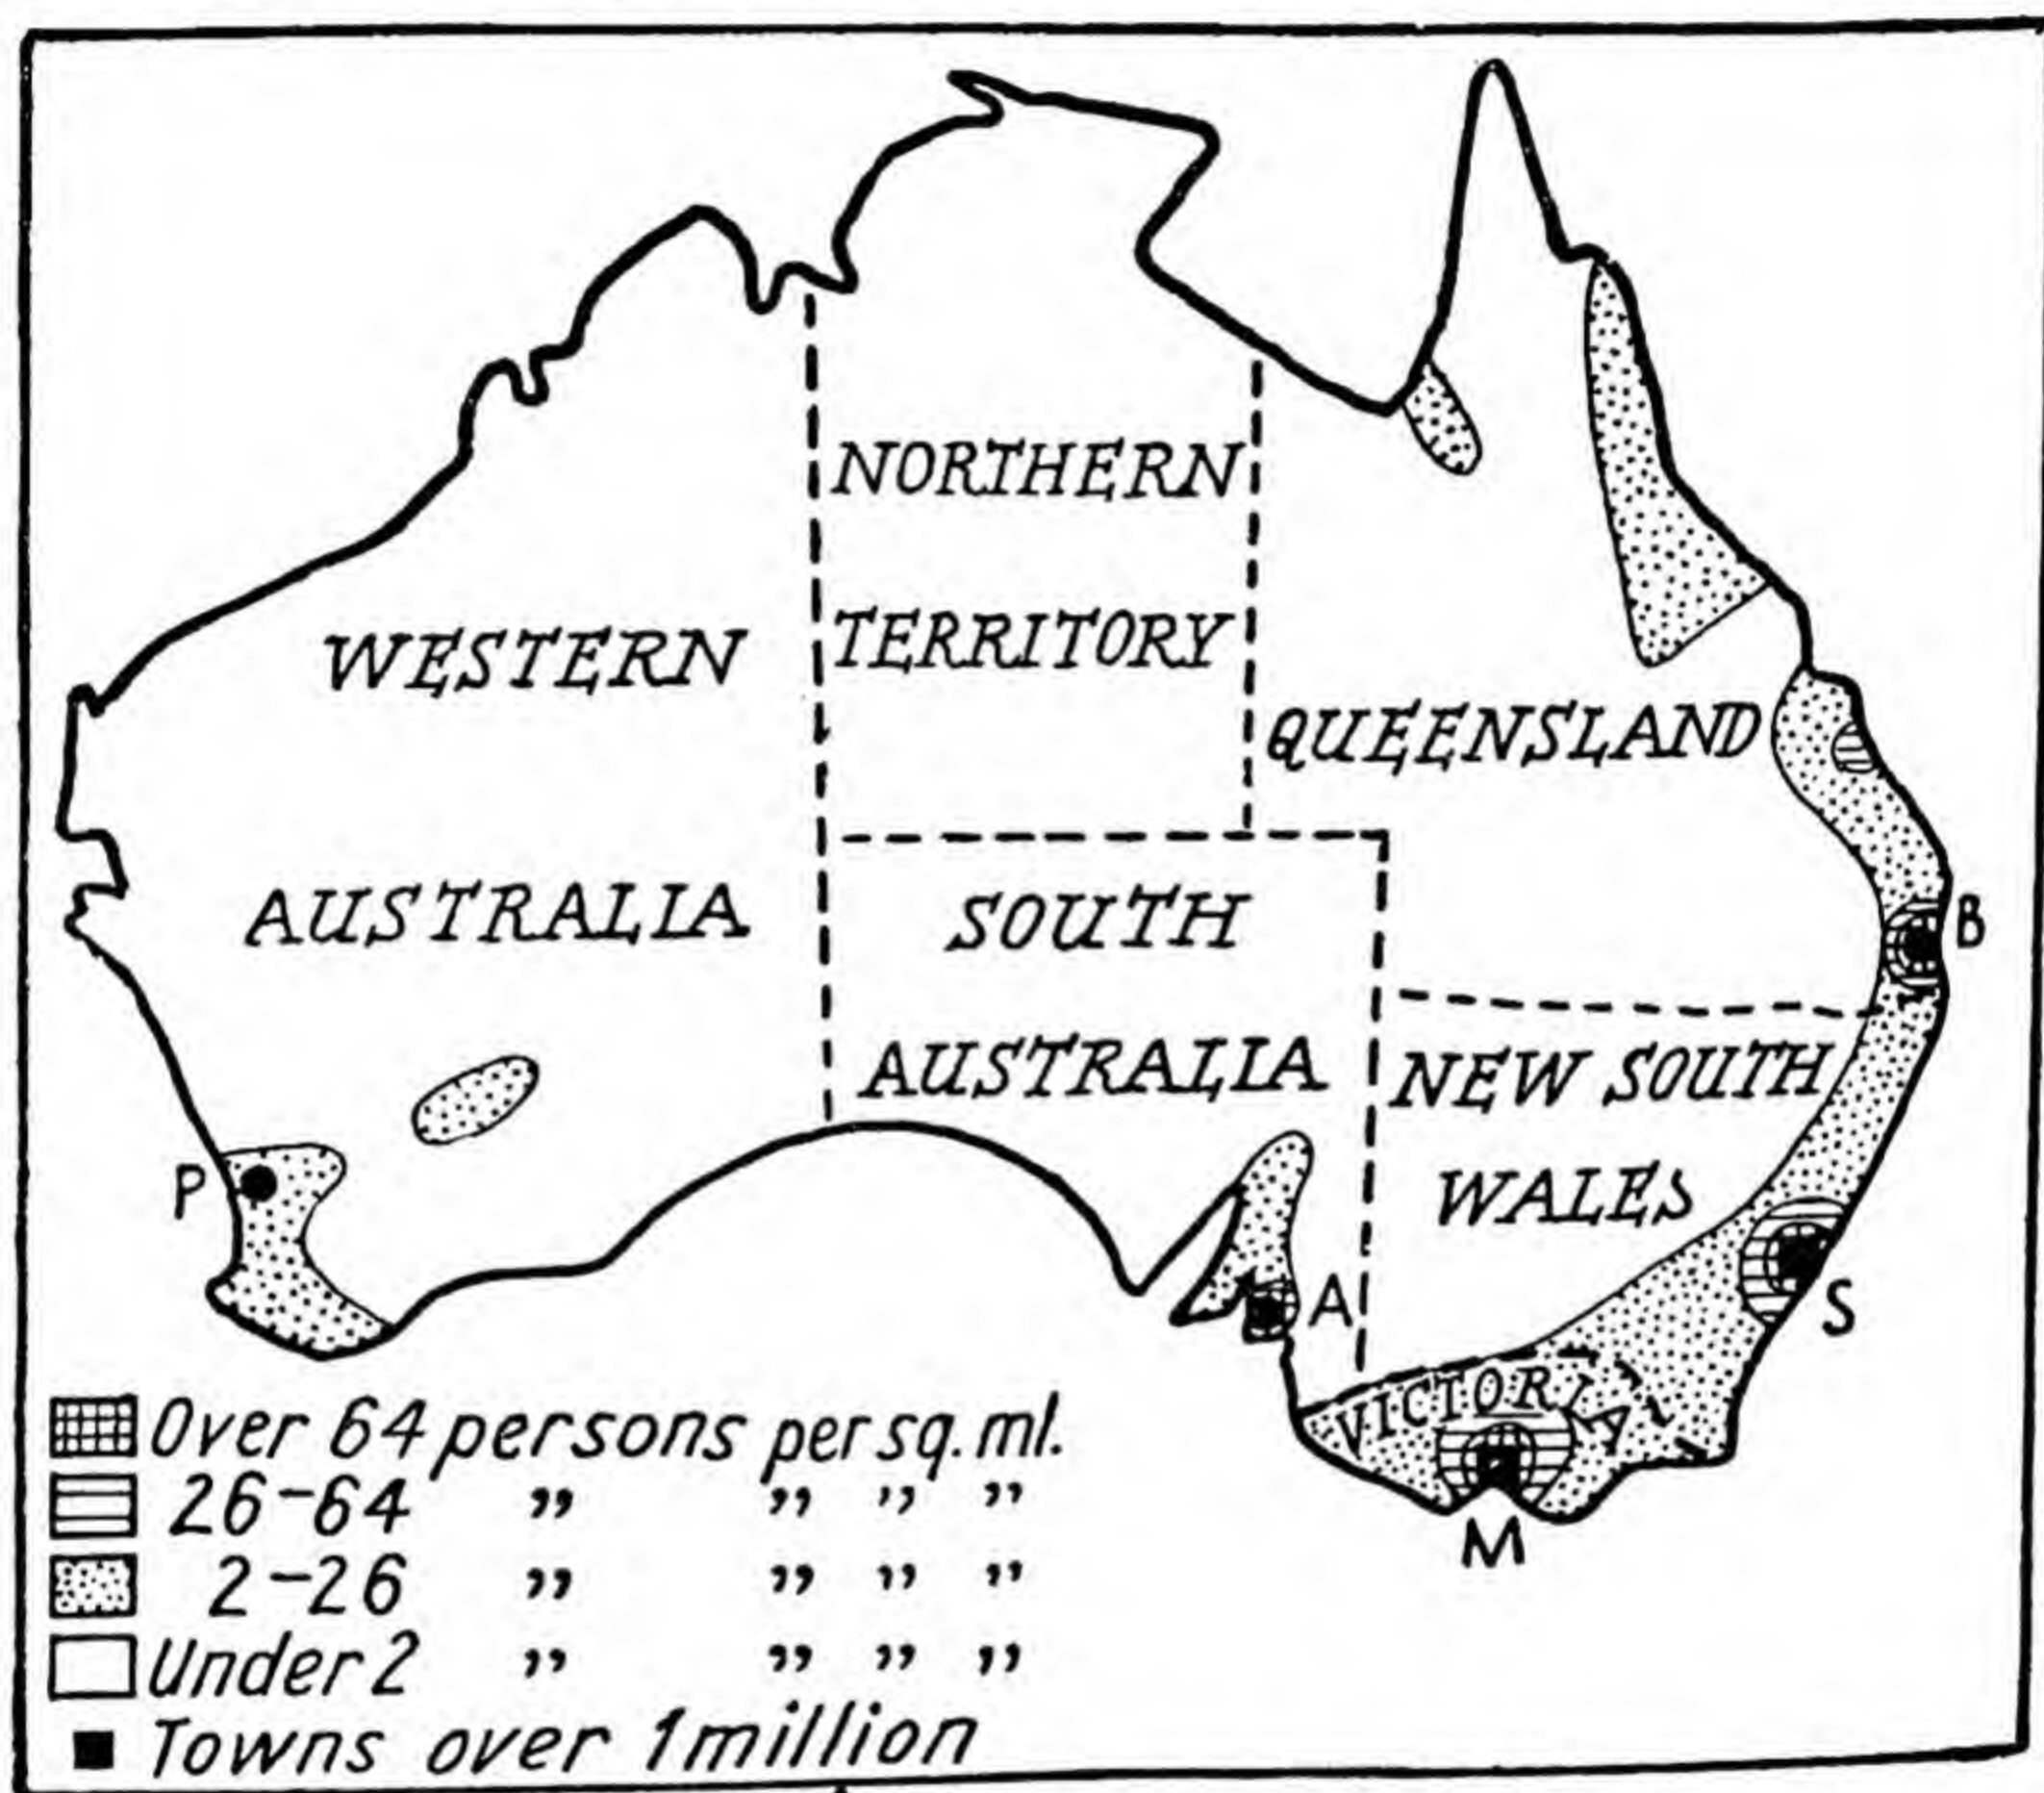 NORTHERN
TERRITORY
WESTERN
AUSTRALIA
QUEENSLAND
SOUTH
AUSTRALIA
B
NEW SOUTH
WALES
P
A
S
VICTORIA
M
Over 64 persons per sq. ml.
26-64 " " " "
2-26 " " " "
Under 2 " " " "
Towns over 1 million